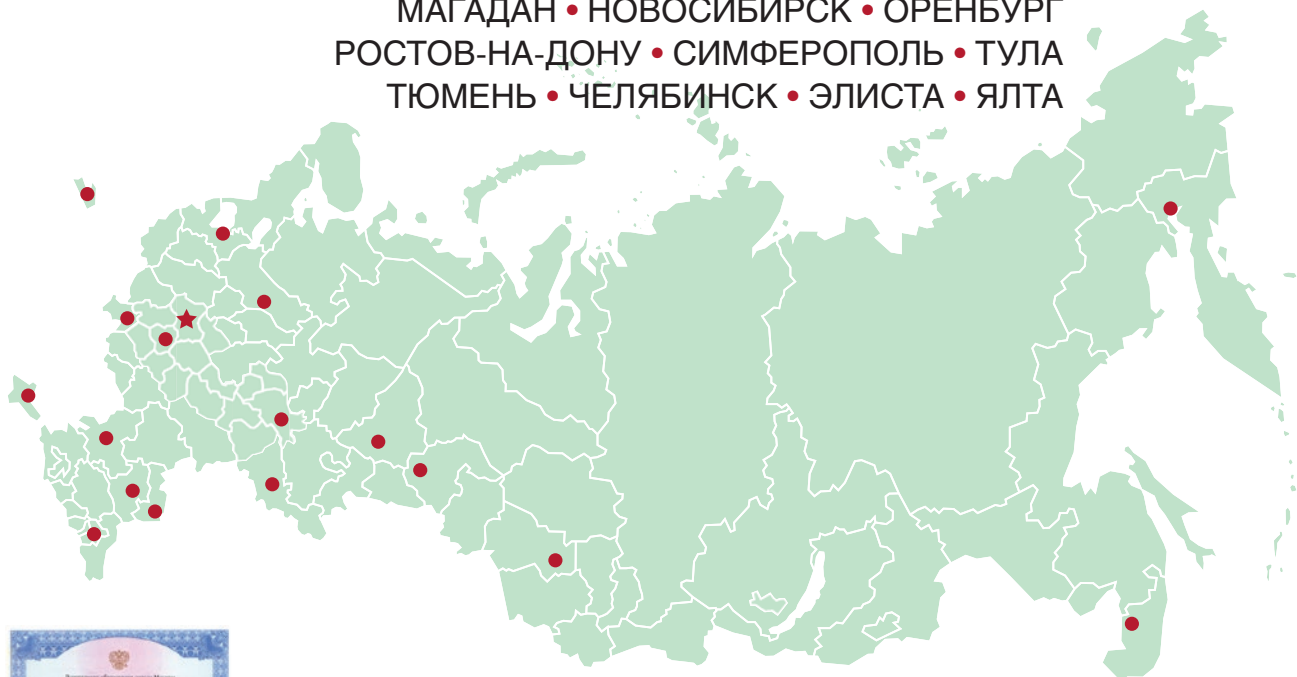 МАГАДАН • НОВОСИБИРСК • ОРЕНБУРГ
РОСТОВ-НА-ДОНУ • СИМФЕРОПОЛЬ • ТУЛА
ТЮМЕНЬ • ЧЕЛЯБИНСК • ЭЛИСТА • ЯЛТА